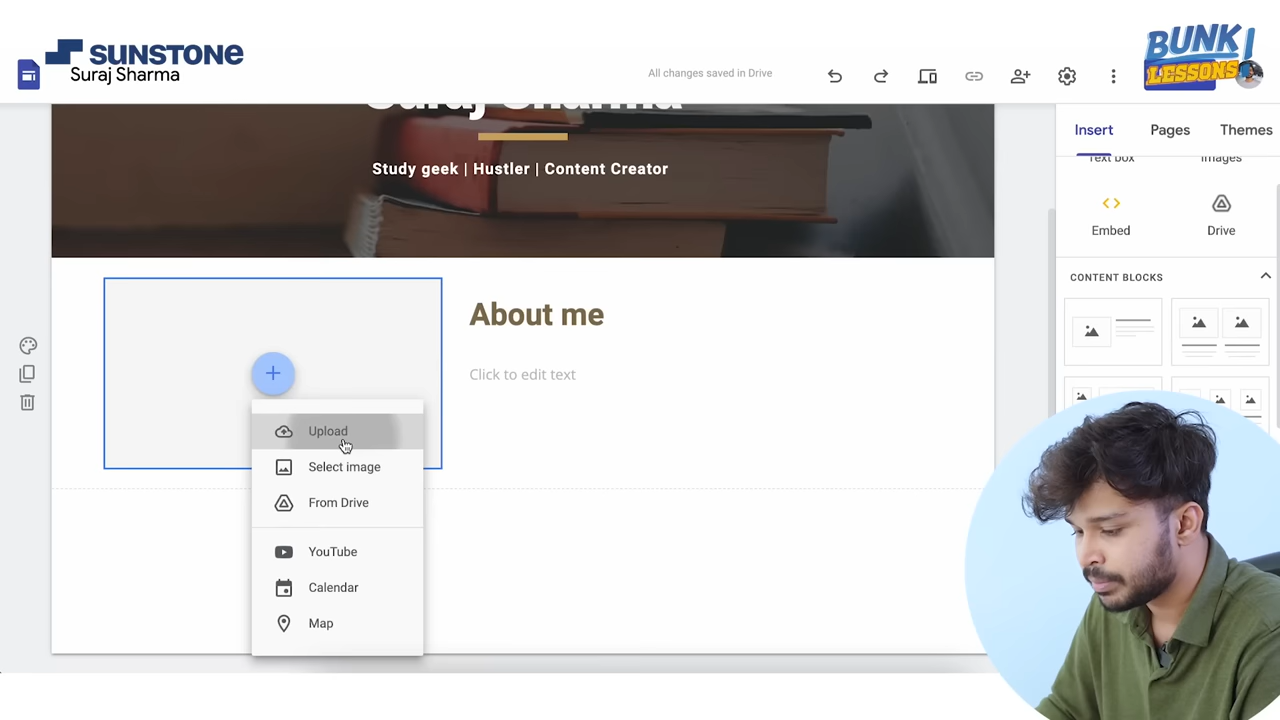 SUNSTONE
Suraj Sharma
All changes saved in Drive
BUNK
LESSONS
Suraj Sharma
Study geek | Hustler | Content Creator
Insert
Pages
Themes
Text box
Images
Embed
Drive
CONTENT BLOCKS
About me
Click to edit text
Upload
Select image
From Drive
YouTube
Calendar
Map